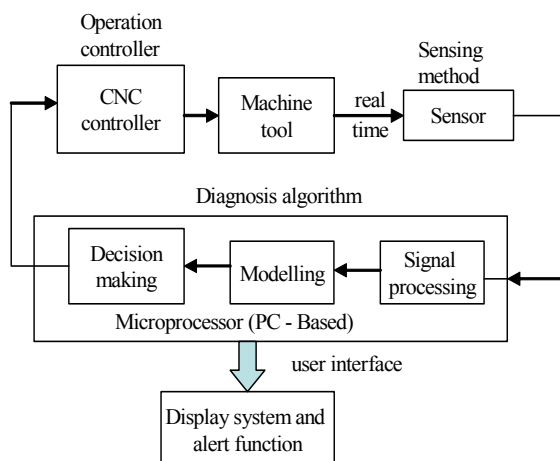 Operation
controller
Sensing
method
CNC
controller
Machine
tool
real
time
Sensor
Diagnosis algorithm
Decision
making
Modelling
Signal
processing
Microprocessor (PC - Based)
user interface
Display system and
alert function